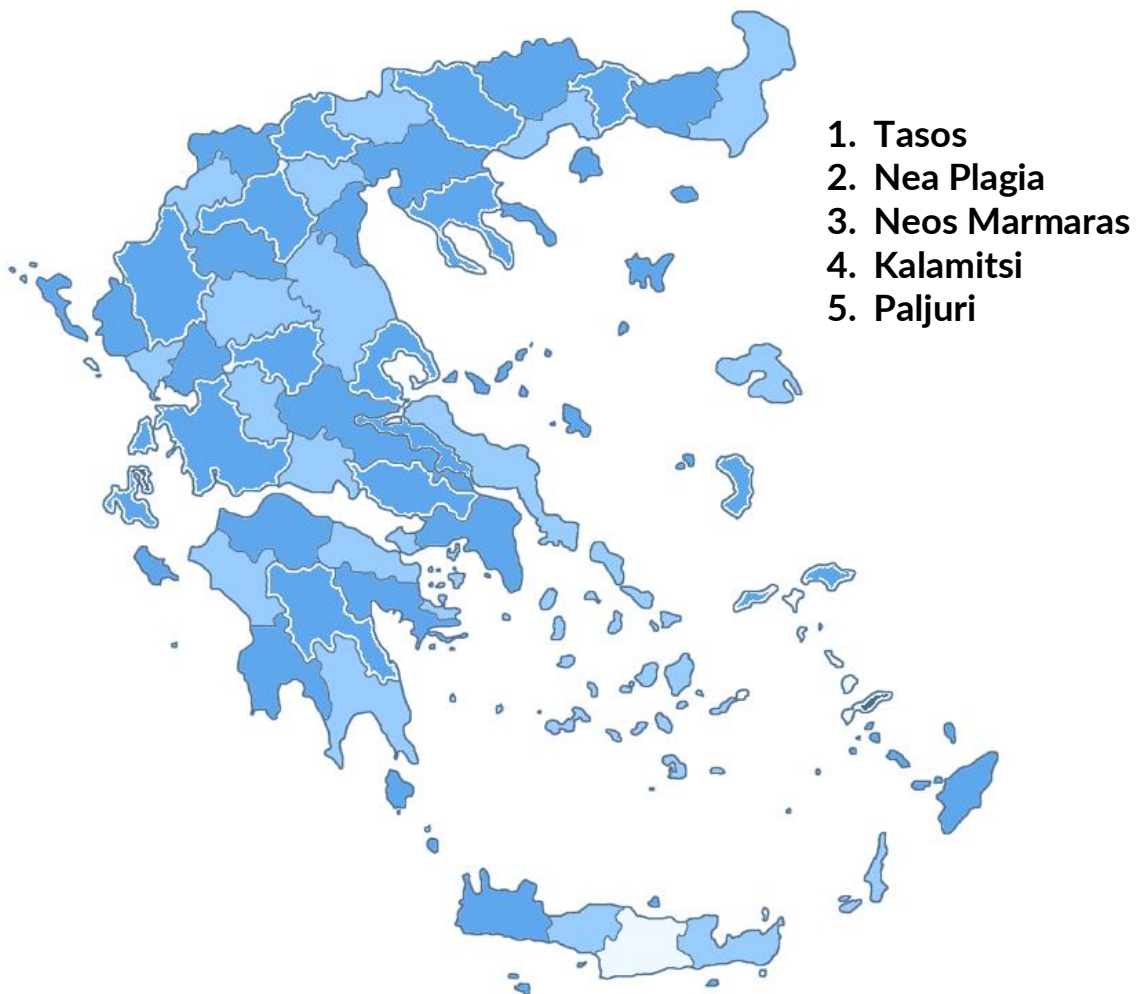 1. Tasos
2. Nea Plagia
3. Neos Marmaras
4. Kalamitsi
5. Paljuri